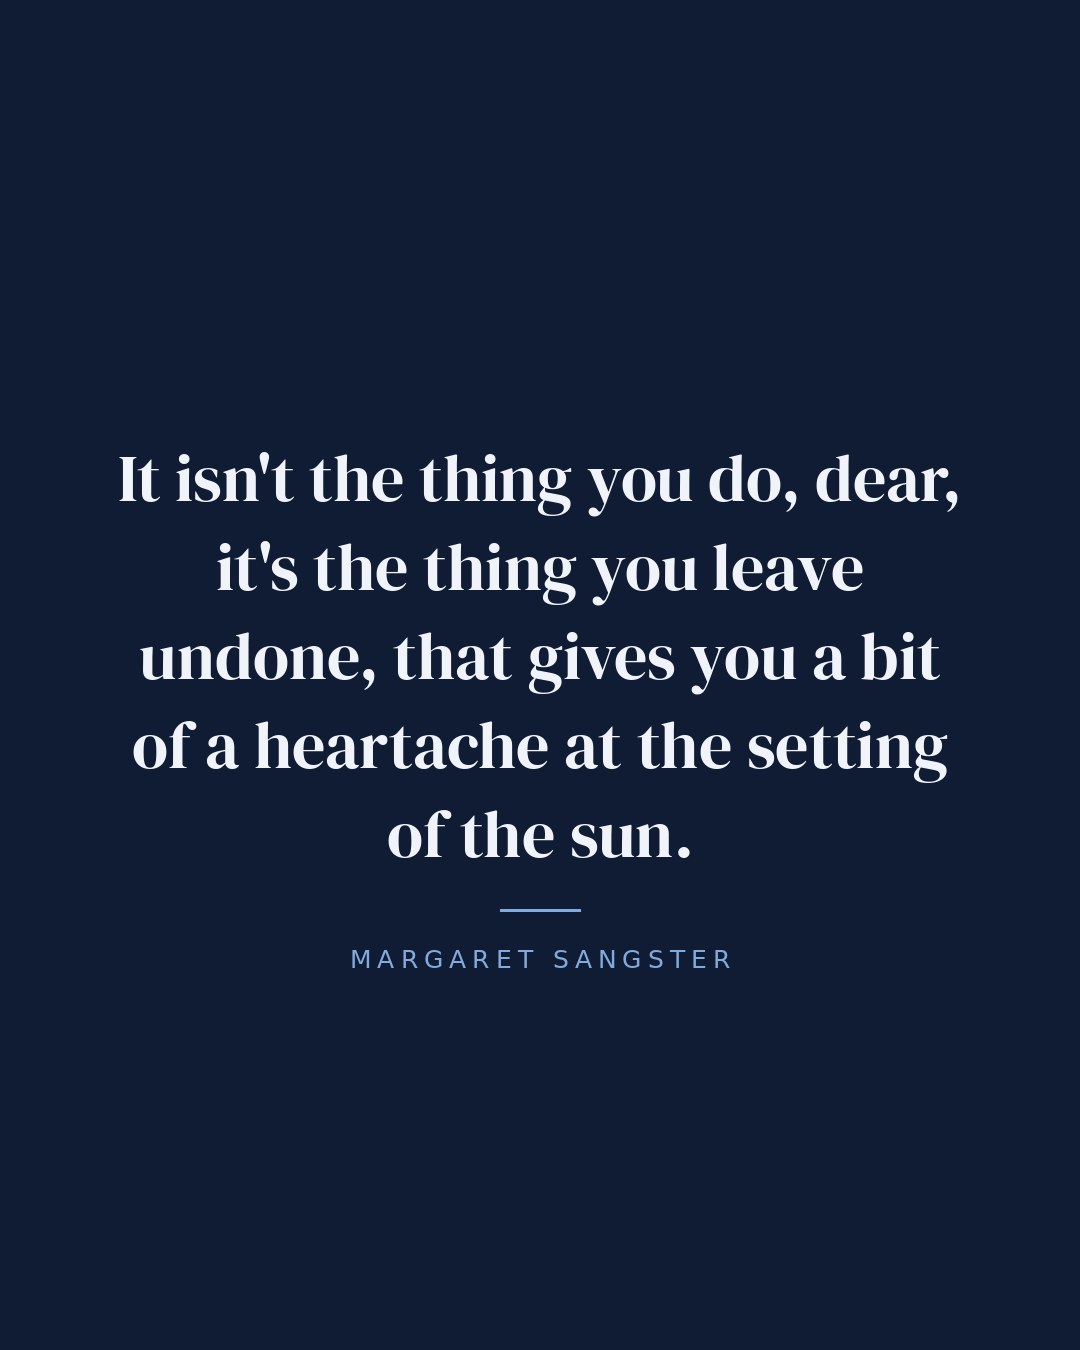 It isn't the thing you do, dear,
it's the thing you leave
undone, that gives you a bit
of a heartache at the setting
of the sun.
MARGARET SANGSTER